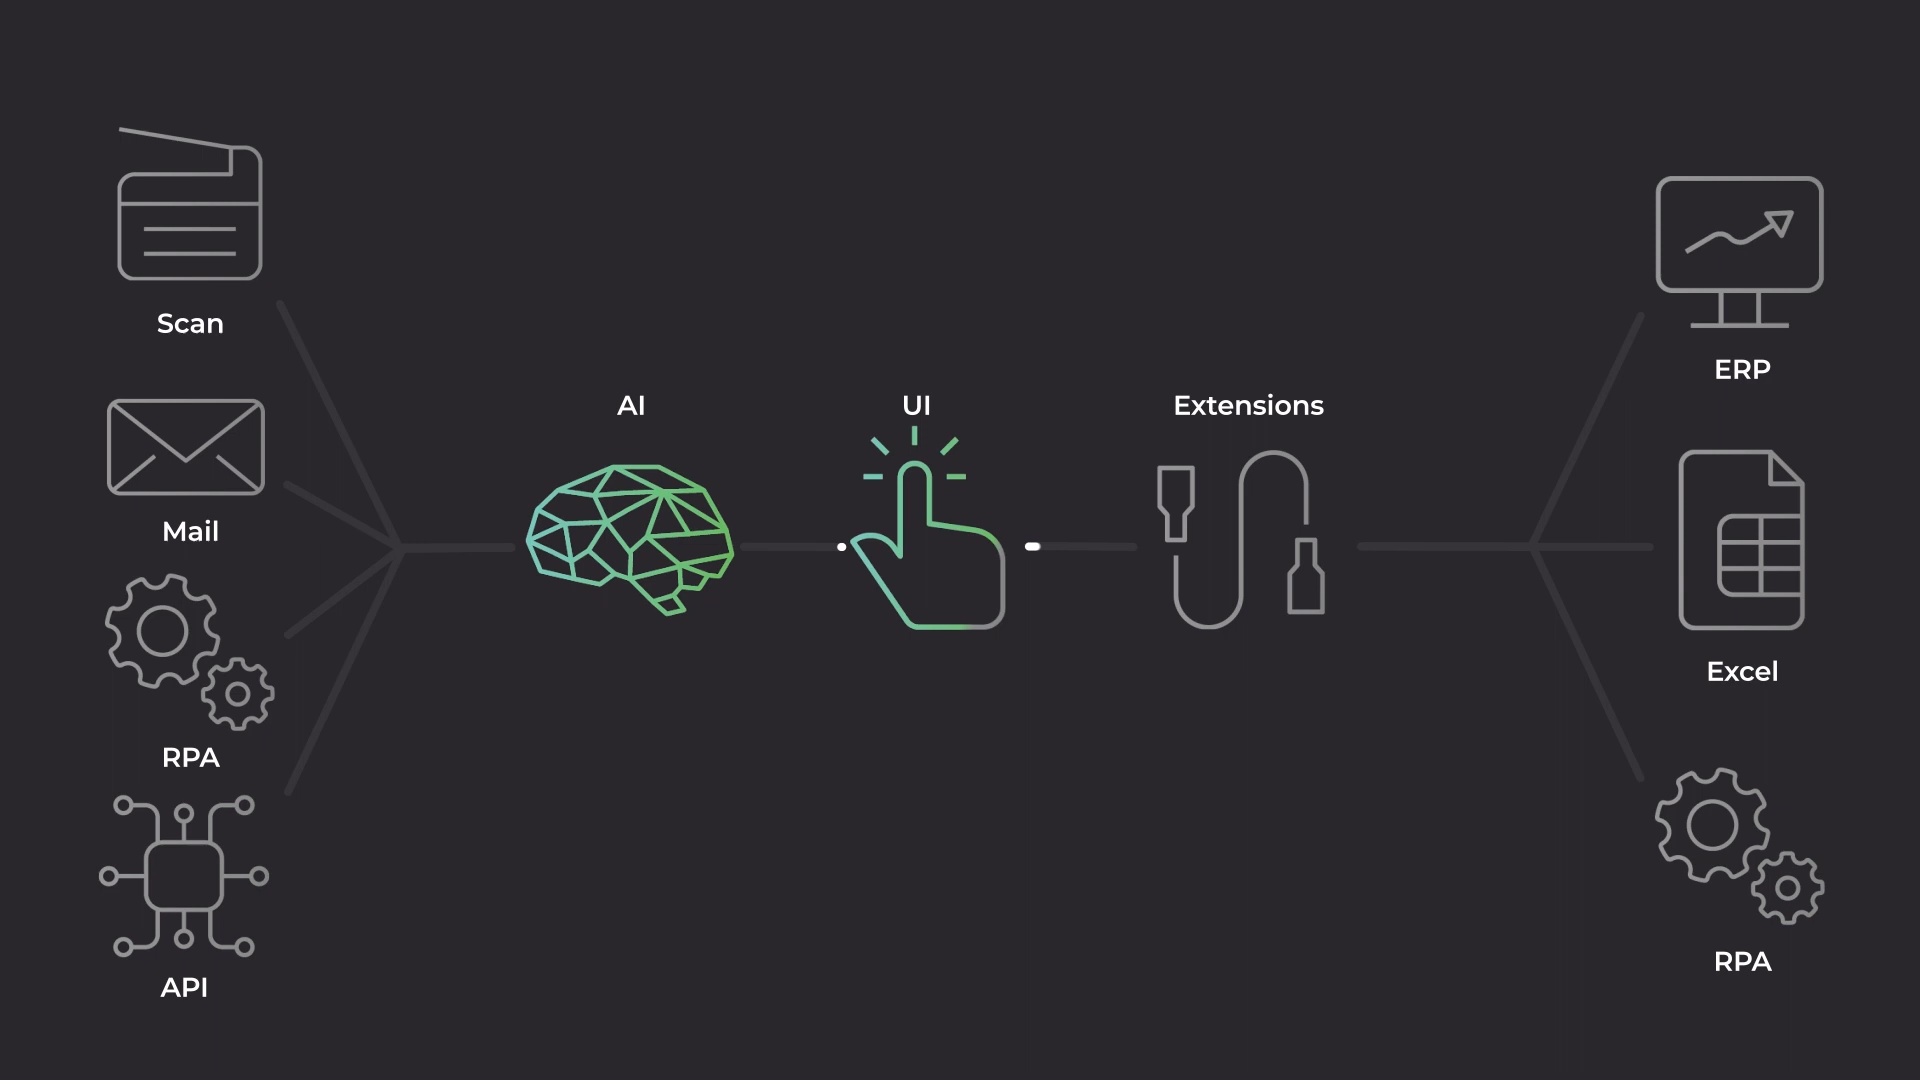 Scan
Mail
RPA
API
AI
UI
Extensions
ERP
Excel
RPA